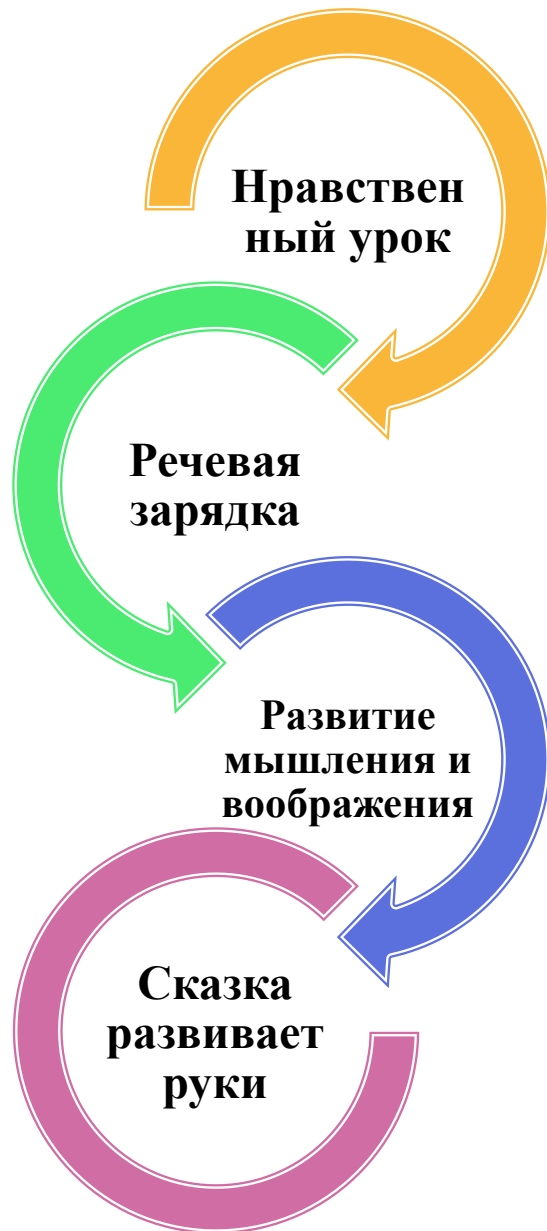 Нравствен
ный урок
Речевая
зарядка
Развитие
мышления и
воображения
Сказка
развивает
руки